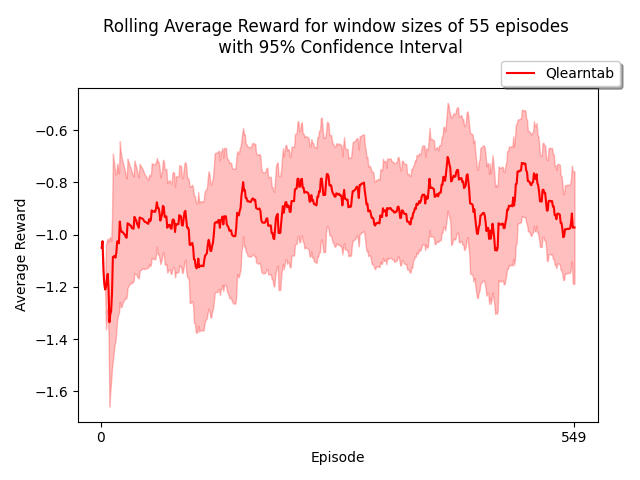 Rolling Average Reward for window sizes of 55 episodes
with 95% Confidence Interval
Qlearntab
−0.6
−0.8
−1.0
−1.2
−1.4
−1.6
Average Reward
0
549
Episode